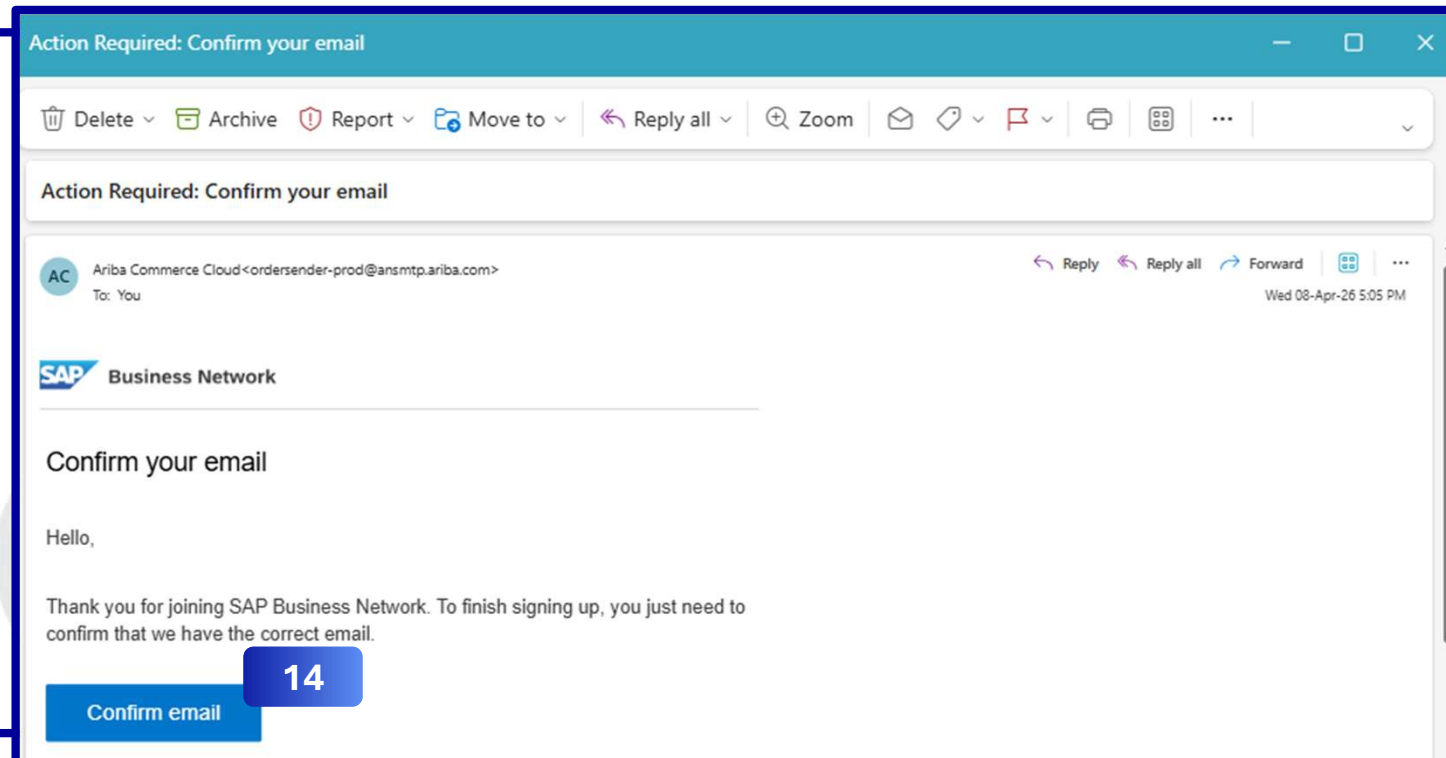 Action Required: Confirm your email
Delete Archive Report Move to Reply all Zoom
Action Required: Confirm your email
AC Ariba Commerce Cloud<ordersender-prod@ansmtp.ariba.com> Reply Reply all Forward
To: You Wed 08-Apr-26 5:05 PM
SAP Business Network
Confirm your email
Hello,
Thank you for joining SAP Business Network. To finish signing up, you just need to
confirm that we have the correct email.
14
Confirm email